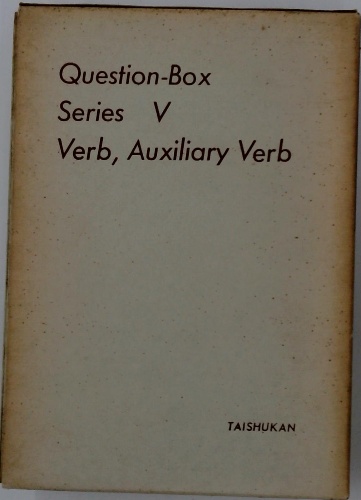 Question-Box
Series V
Verb, Auxiliary Verb
TAISHUKAN